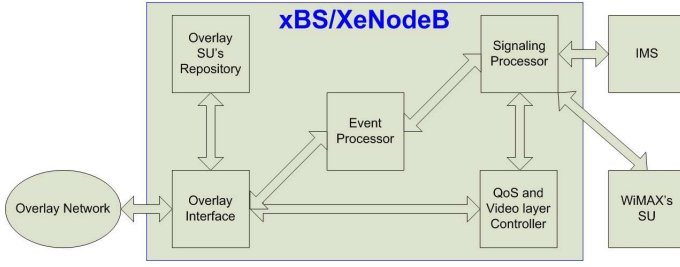 xBS/XeNodeB
Overlay
SU's
Repository
Signaling
Processor
IMS
Event
Processor
Overlay Network
Overlay
Interface
QoS and
Video layer
Controller
WiMAX's
SU